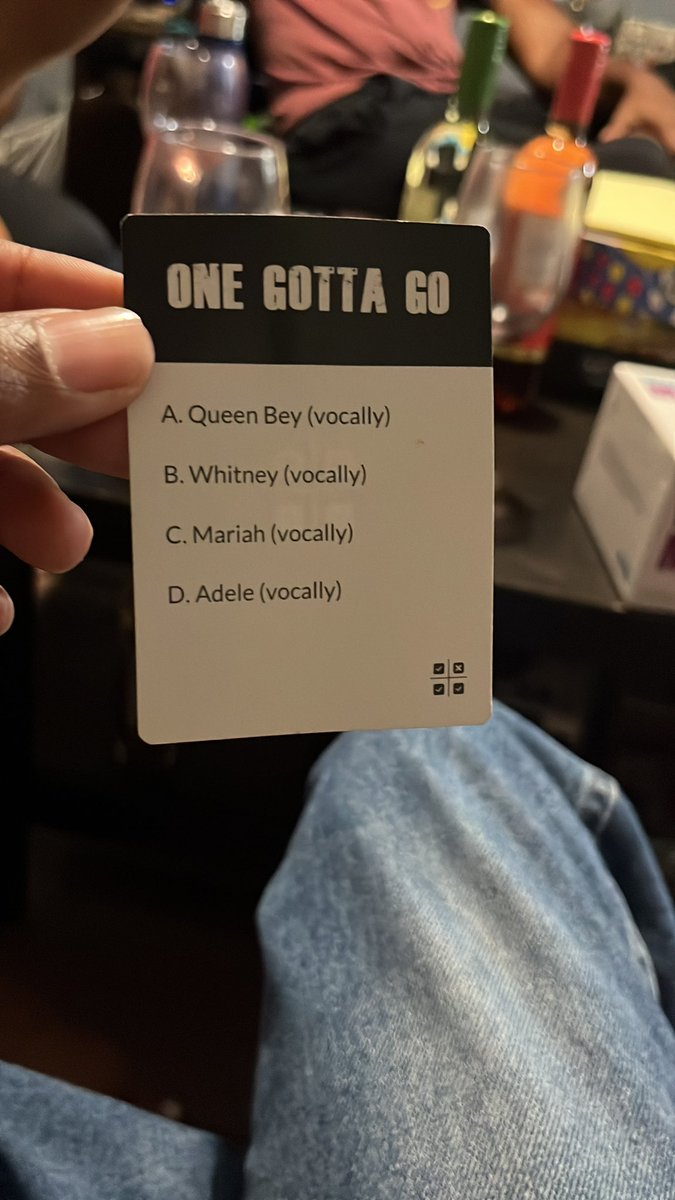 ONE GOTTA GO
A. Queen Bey (vocally)
B. Whitney (vocally)
C. Mariah (vocally)
D. Adele (vocally)